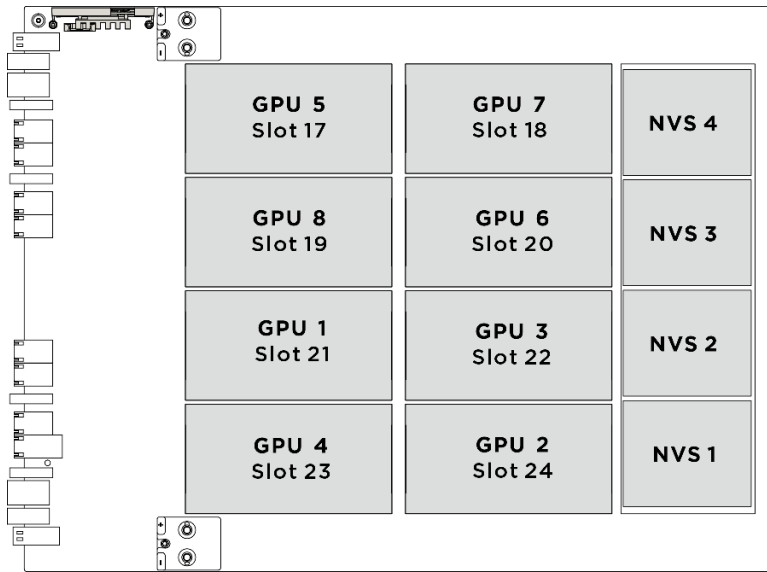 GPU 5
Slot 17
GPU 7
Slot 18
NVS 4
GPU 8
Slot 19
GPU 6
Slot 20
NVS 3
GPU 1
Slot 21
GPU 3
Slot 22
NVS 2
GPU 4
Slot 23
GPU 2
Slot 24
NVS 1